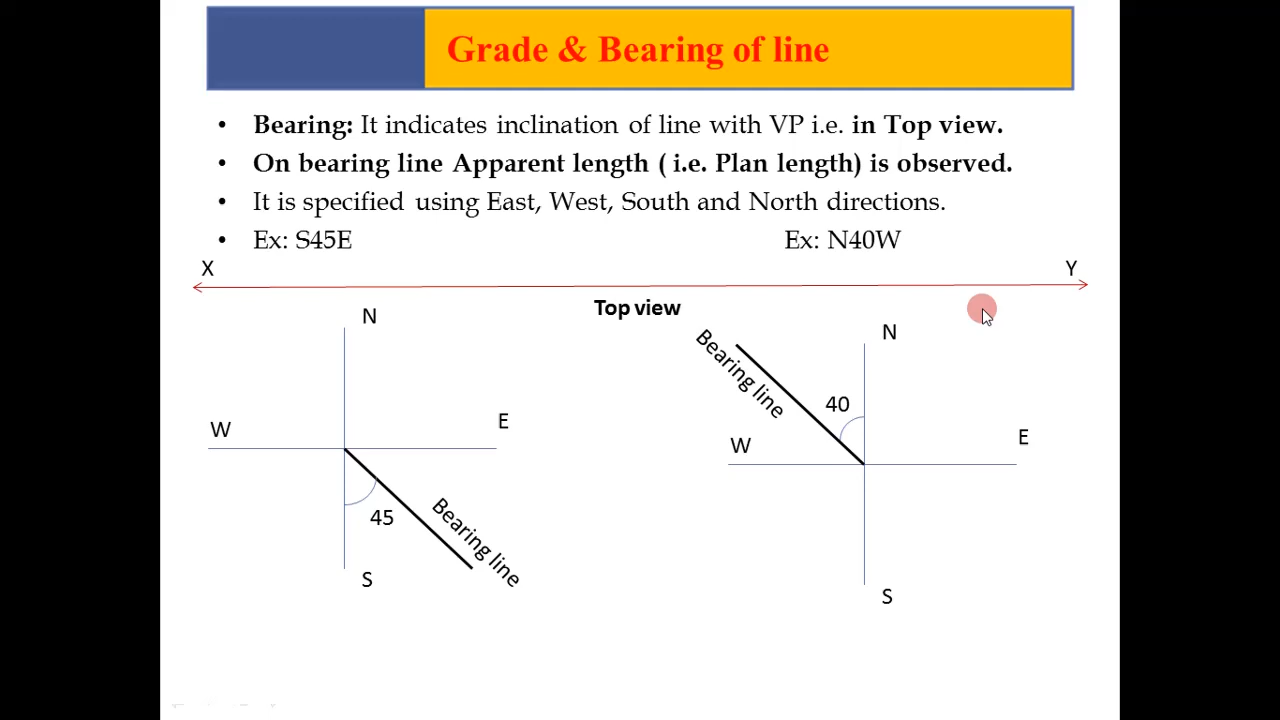 Grade & Bearing of line
• Bearing: It indicates inclination of line with VP i.e. in Top view.
• On bearing line Apparent length ( i.e. Plan length) is observed.
• It is specified using East, West, South and North directions.
• Ex: S45E Ex: N40W
X Y
Top view
N
W
E
45
Bearing line
S
N
Bearing line
40
W
E
S